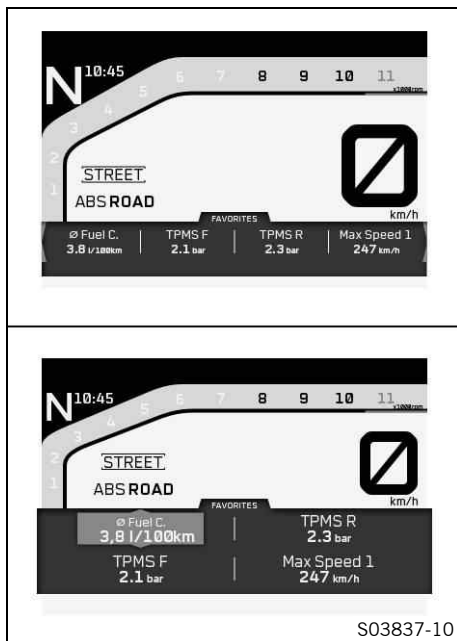 N 10:45
1 2 3 4 5 6 7 8 9 10 11
x1000rpm
STREET
ABS ROAD
0
km/h
FAVORITES
Ø Fuel C. TPMS F TPMS R Max Speed 1
3.8 l/100km 2.1 bar 2.3 bar 247 km/h
N 10:45
1 2 3 4 5 6 7 8 9 10 11
x1000rpm
STREET
ABS ROAD
0
km/h
FAVORITES
Ø Fuel C. TPMS R
3,8 l/100km 2.3 bar
TPMS F Max Speed 1
2.1 bar 247 km/h
S03837-10